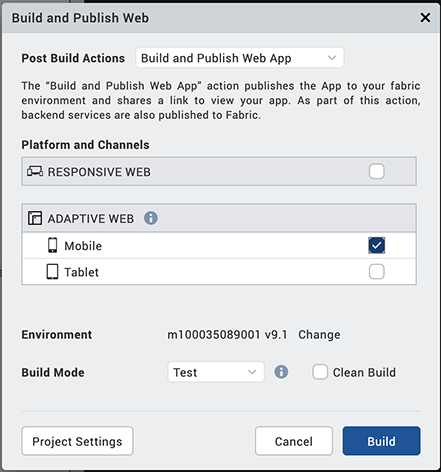 Build and Publish Web
Post Build Actions Build and Publish Web App
The “Build and Publish Web App” action publishes the App to your fabric
environment and shares a link to view your app. As part of this action,
backend services are also published to Fabric.
Platform and Channels
RESPONSIVE WEB
ADAPTIVE WEB
Mobile
Tablet
Environment m100035089001 v9.1 Change
Build Mode Test Clean Build
Project Settings Cancel Build